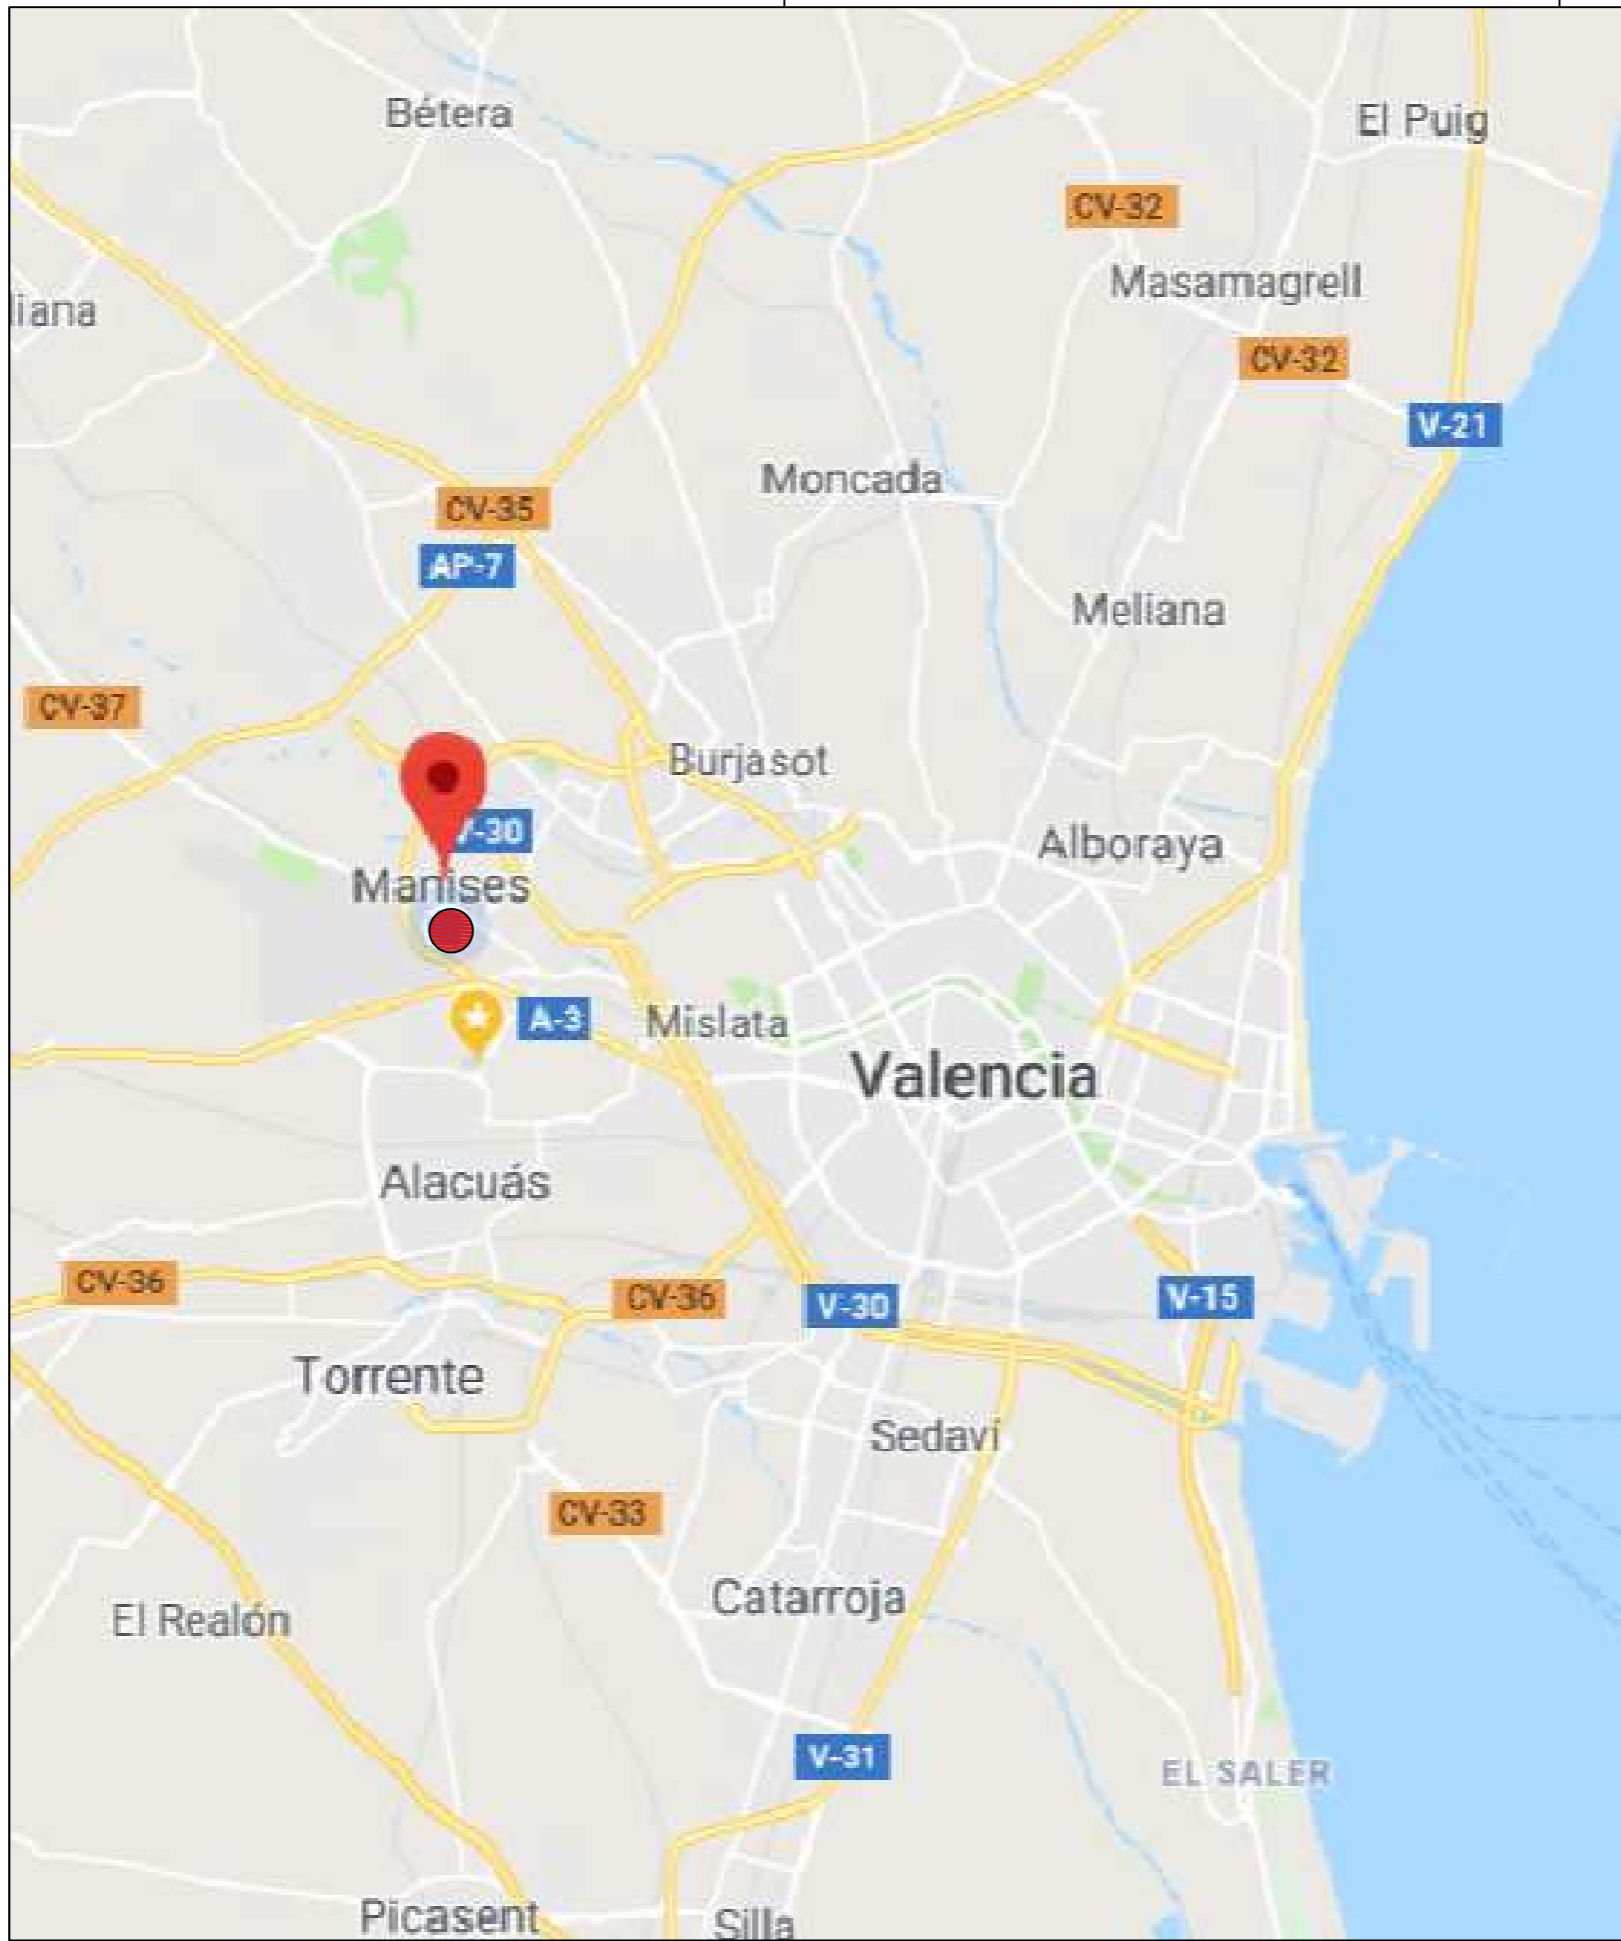 Bétera
El Puig
CV-32
Masamagrell
liana
CV-32
V-21
Moncada
CV-35
AP-7
Meliana
CV-37
Burjasot
V-30
Alboraya
Manises
A-3
Mislata
Valencia
Alacuás
CV-36
CV-36
V-30
V-15
Torrente
Sedaví
CV-33
Catarroja
El Realón
V-31
EL SALER
Picasent
Silla